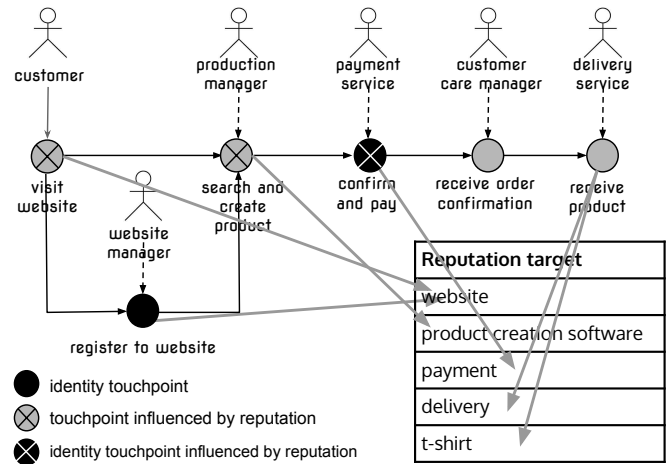 customer
production
manager
payment
service
customer
care manager
delivery
service
visit
website
search and
create
product
confirm
and pay
receive order
confirmation
receive
product
website
manager
register to website
Reputation target
website
product creation software
payment
delivery
t-shirt
identity touchpoint
touchpoint influenced by reputation
identity touchpoint influenced by reputation